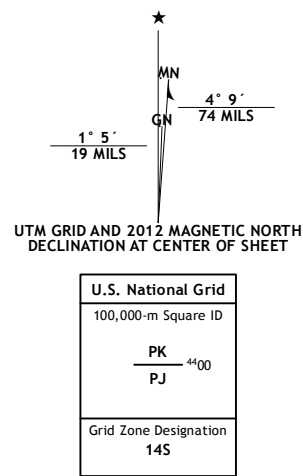 ★
MN
4° 9´
74 MILS
GN
1° 5´
19 MILS
UTM GRID AND 2012 MAGNETIC NORTH
DECLINATION AT CENTER OF SHEET
U.S. National Grid
100,000-m Square ID
PK
4400
PJ
Grid Zone Designation
14S